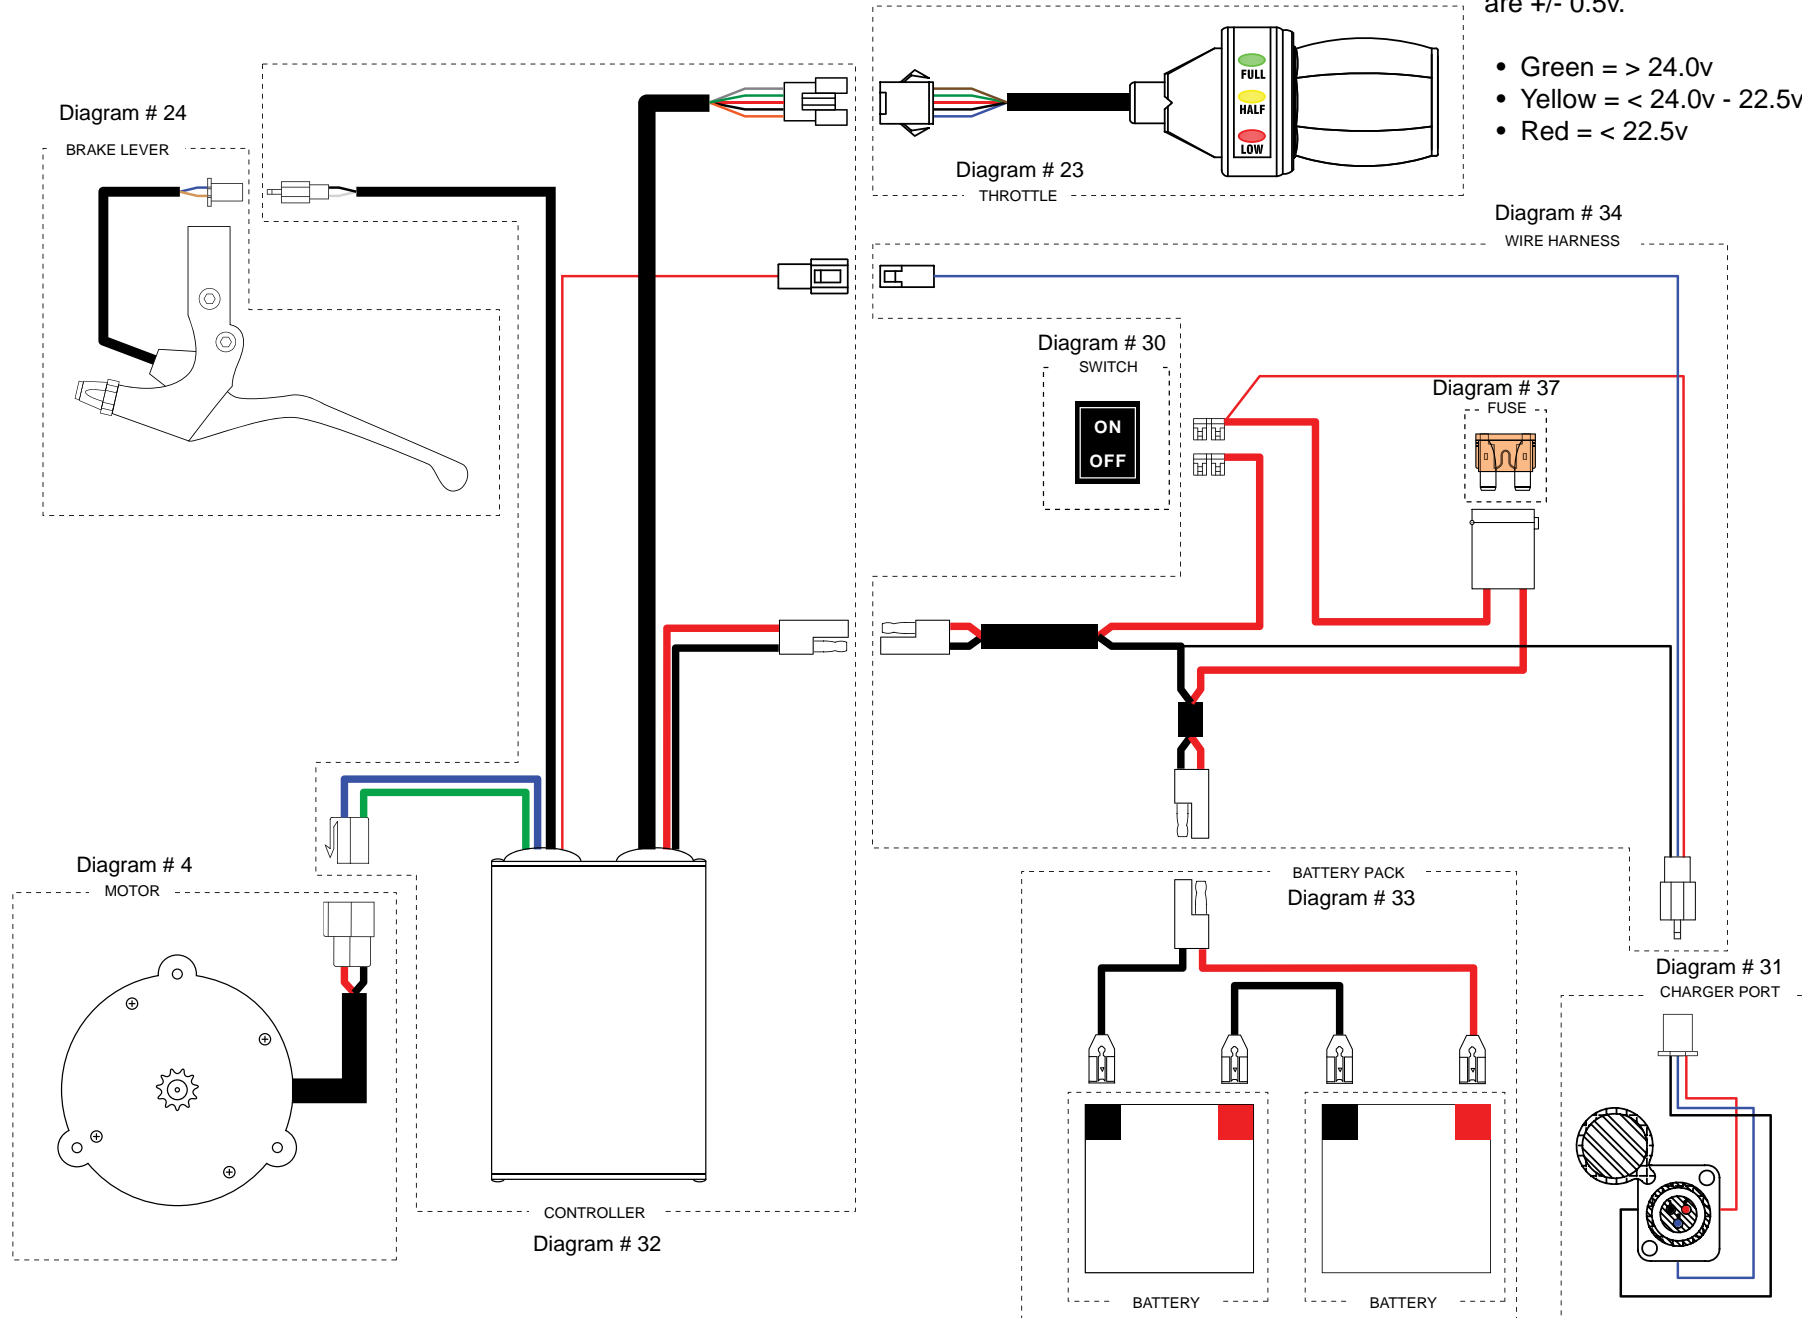 are +/- 0.5v.
• Green = > 24.0v
• Yellow = < 24.0v - 22.5v
• Red = < 22.5v
FULL
HALF
LOW
Diagram # 23
THROTTLE
Diagram # 24
BRAKE LEVER
Diagram # 34
WIRE HARNESS
Diagram # 30
SWITCH
ON
OFF
Diagram # 37
FUSE
Diagram # 4
MOTOR
BATTERY PACK
Diagram # 33
Diagram # 31
CHARGER PORT
CONTROLLER
Diagram # 32
BATTERY
BATTERY